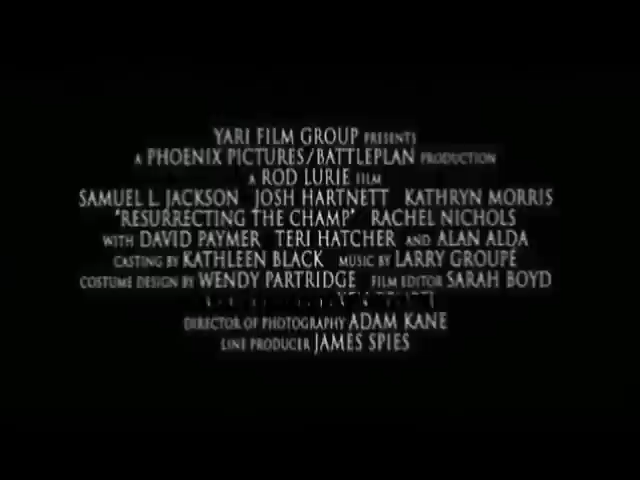 YARI FILM GROUP PRESENTS
A PHOENIX PICTURES/BATTLEPLAN PRODUCTION
A ROD LURIE FILM
SAMUEL L. JACKSON JOSH HARTNETT KATHRYN MORRIS
"RESURRECTING THE CHAMP" RACHEL NICHOLS
WITH DAVID PAYMER TERI HATCHER AND ALAN ALDA
CASTING BY KATHLEEN BLACK MUSIC BY LARRY GROUPÉ
COSTUME DESIGN BY WENDY PARTRIDGE FILM EDITOR SARAH BOYD
DIRECTOR OF PHOTOGRAPHY ADAM KANE
LINE PRODUCER JAMES SPIES